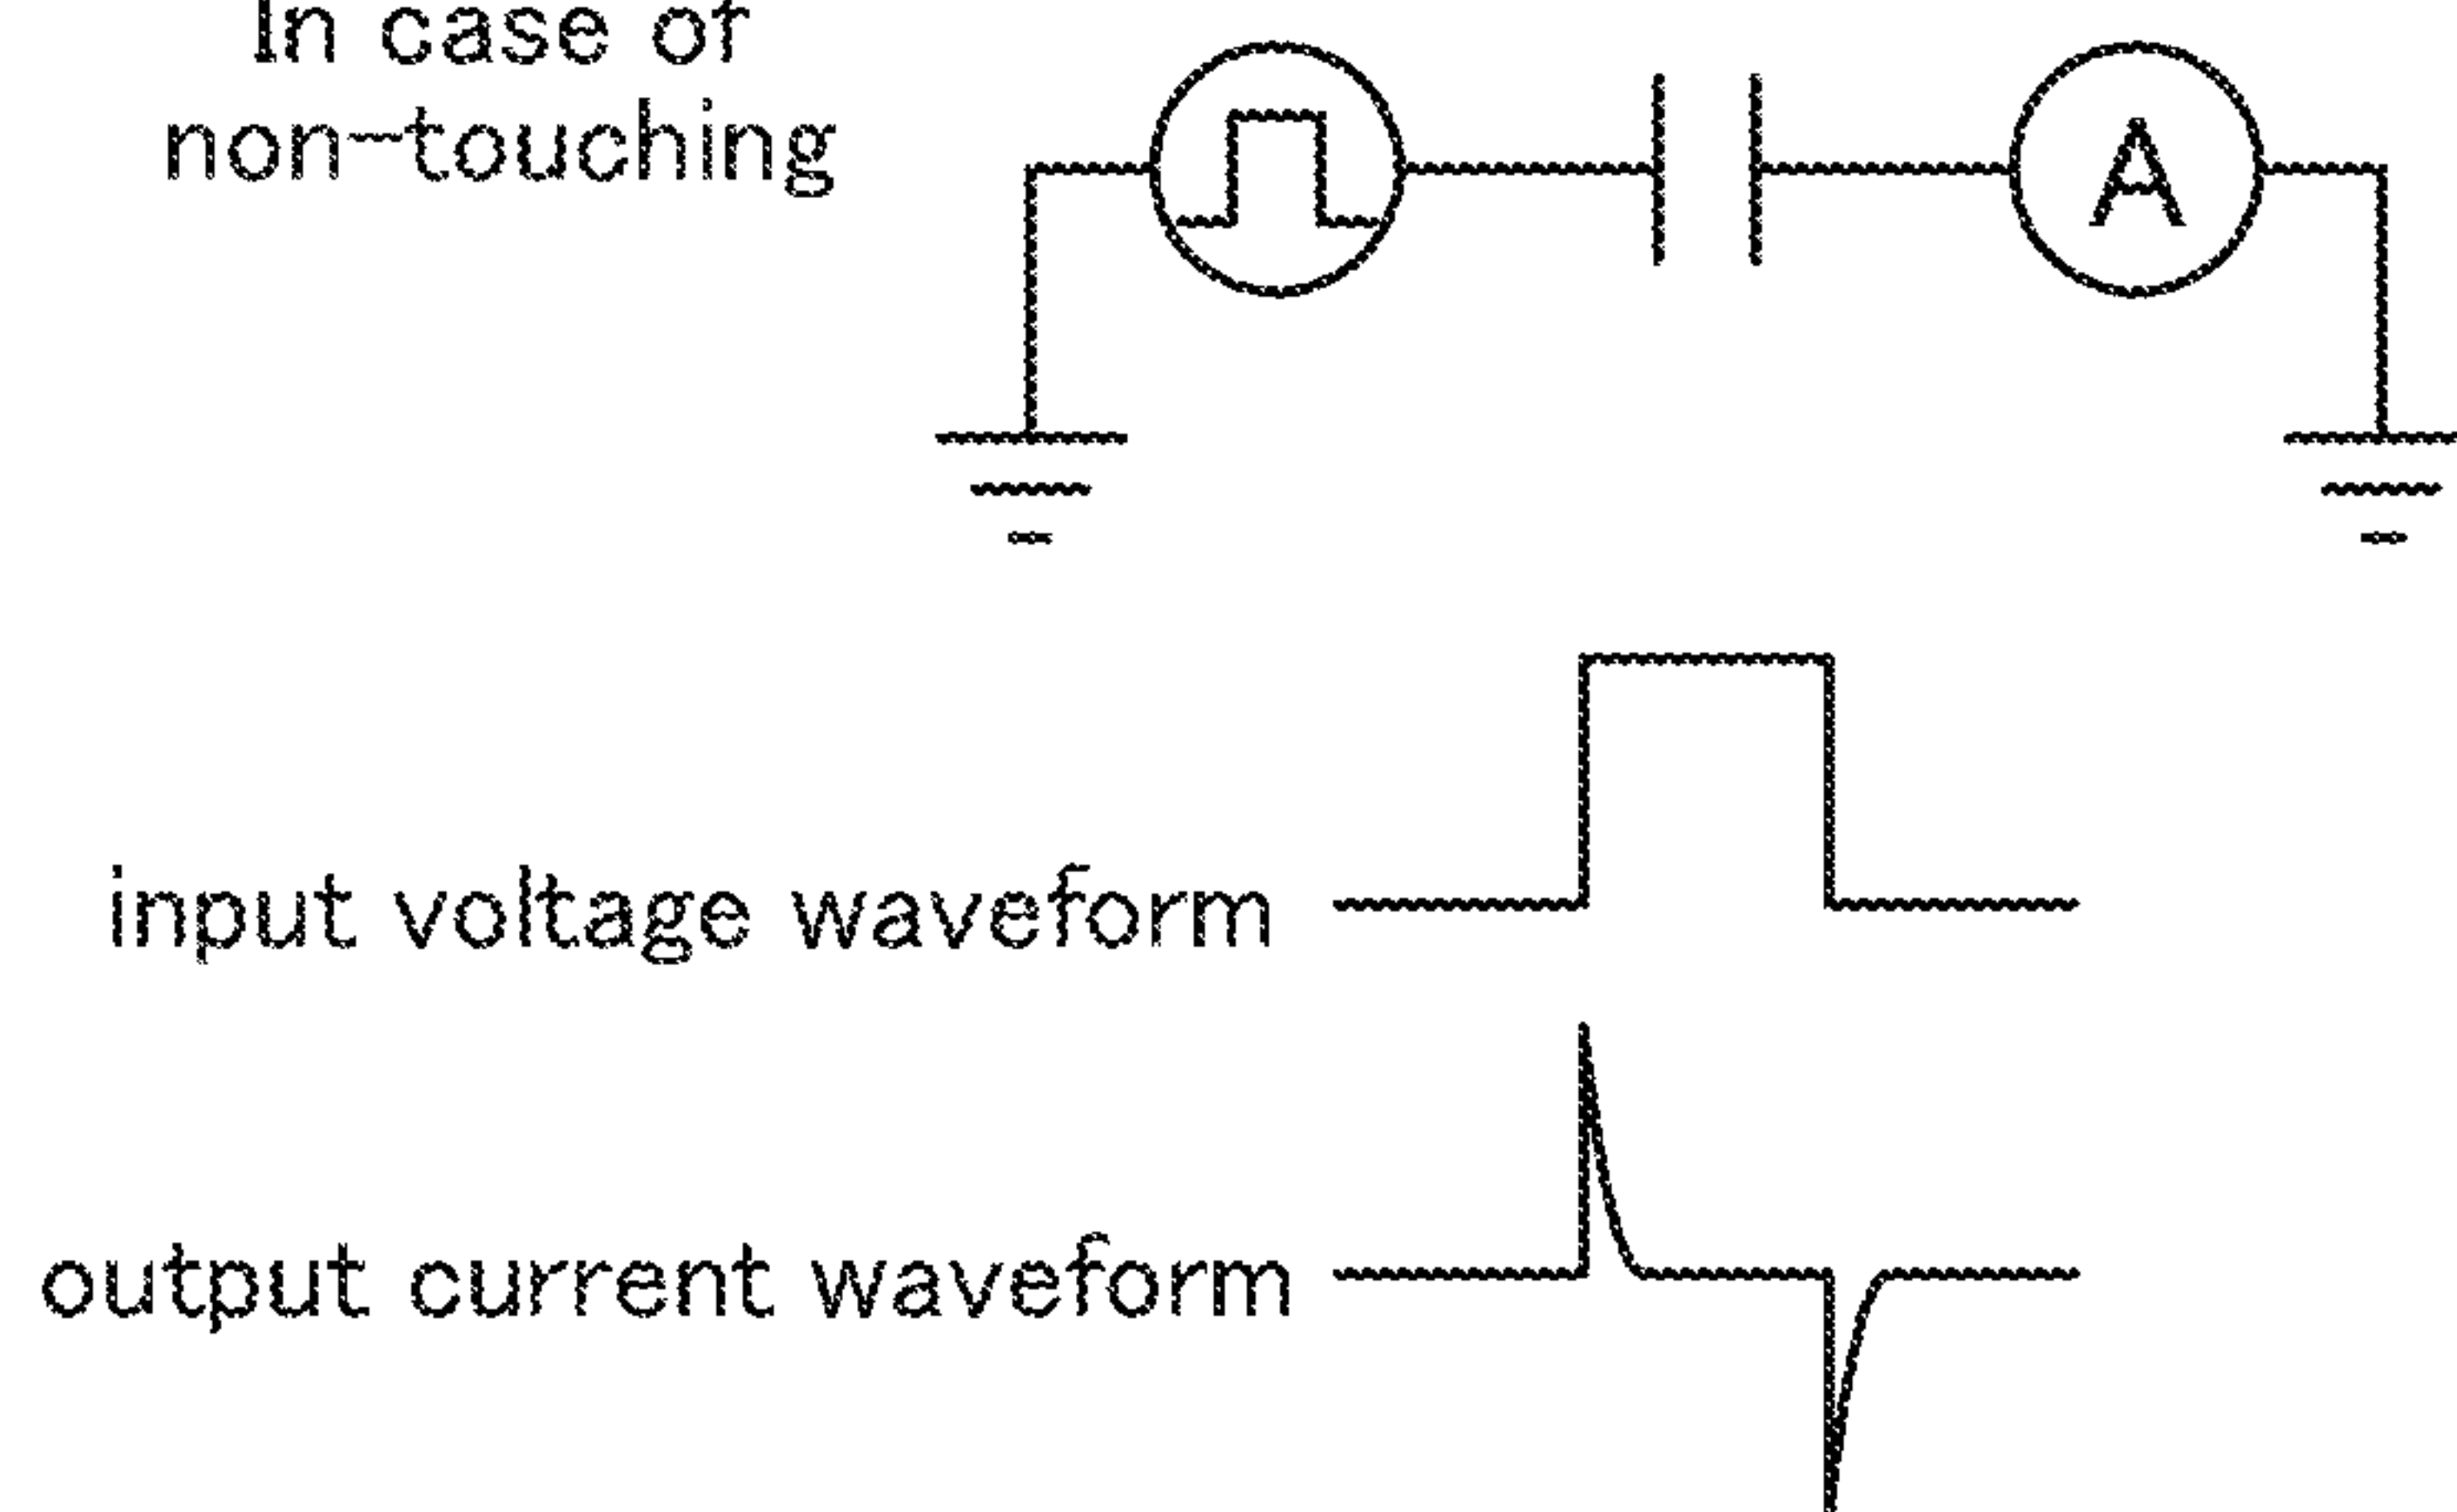 In case of
non-touching
A
input voltage waveform
output current waveform